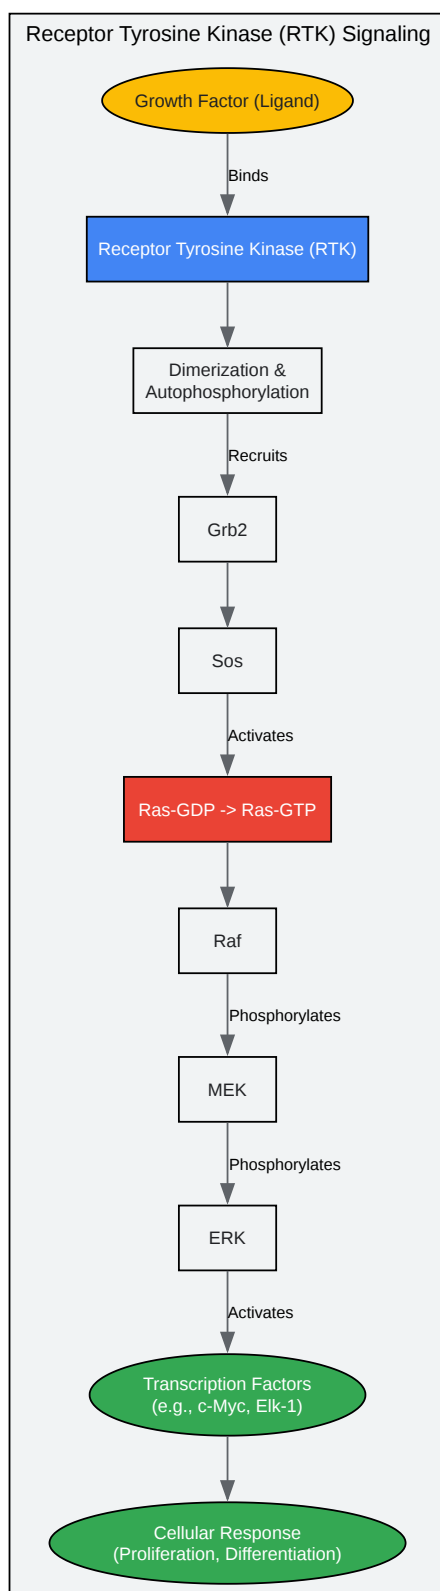 Receptor Tyrosine Kinase (RTK) Signaling
Growth Factor (Ligand)
Binds
Receptor Tyrosine Kinase (RTK)
Dimerization &
Autophosphorylation
Recruits
Grb2
Sos
Activates
Ras-GDP -> Ras-GTP
Raf
Phosphorylates
MEK
Phosphorylates
ERK
Activates
Transcription Factors
(e.g., c-Myc, Elk-1)
Cellular Response
(Proliferation, Differentiation)